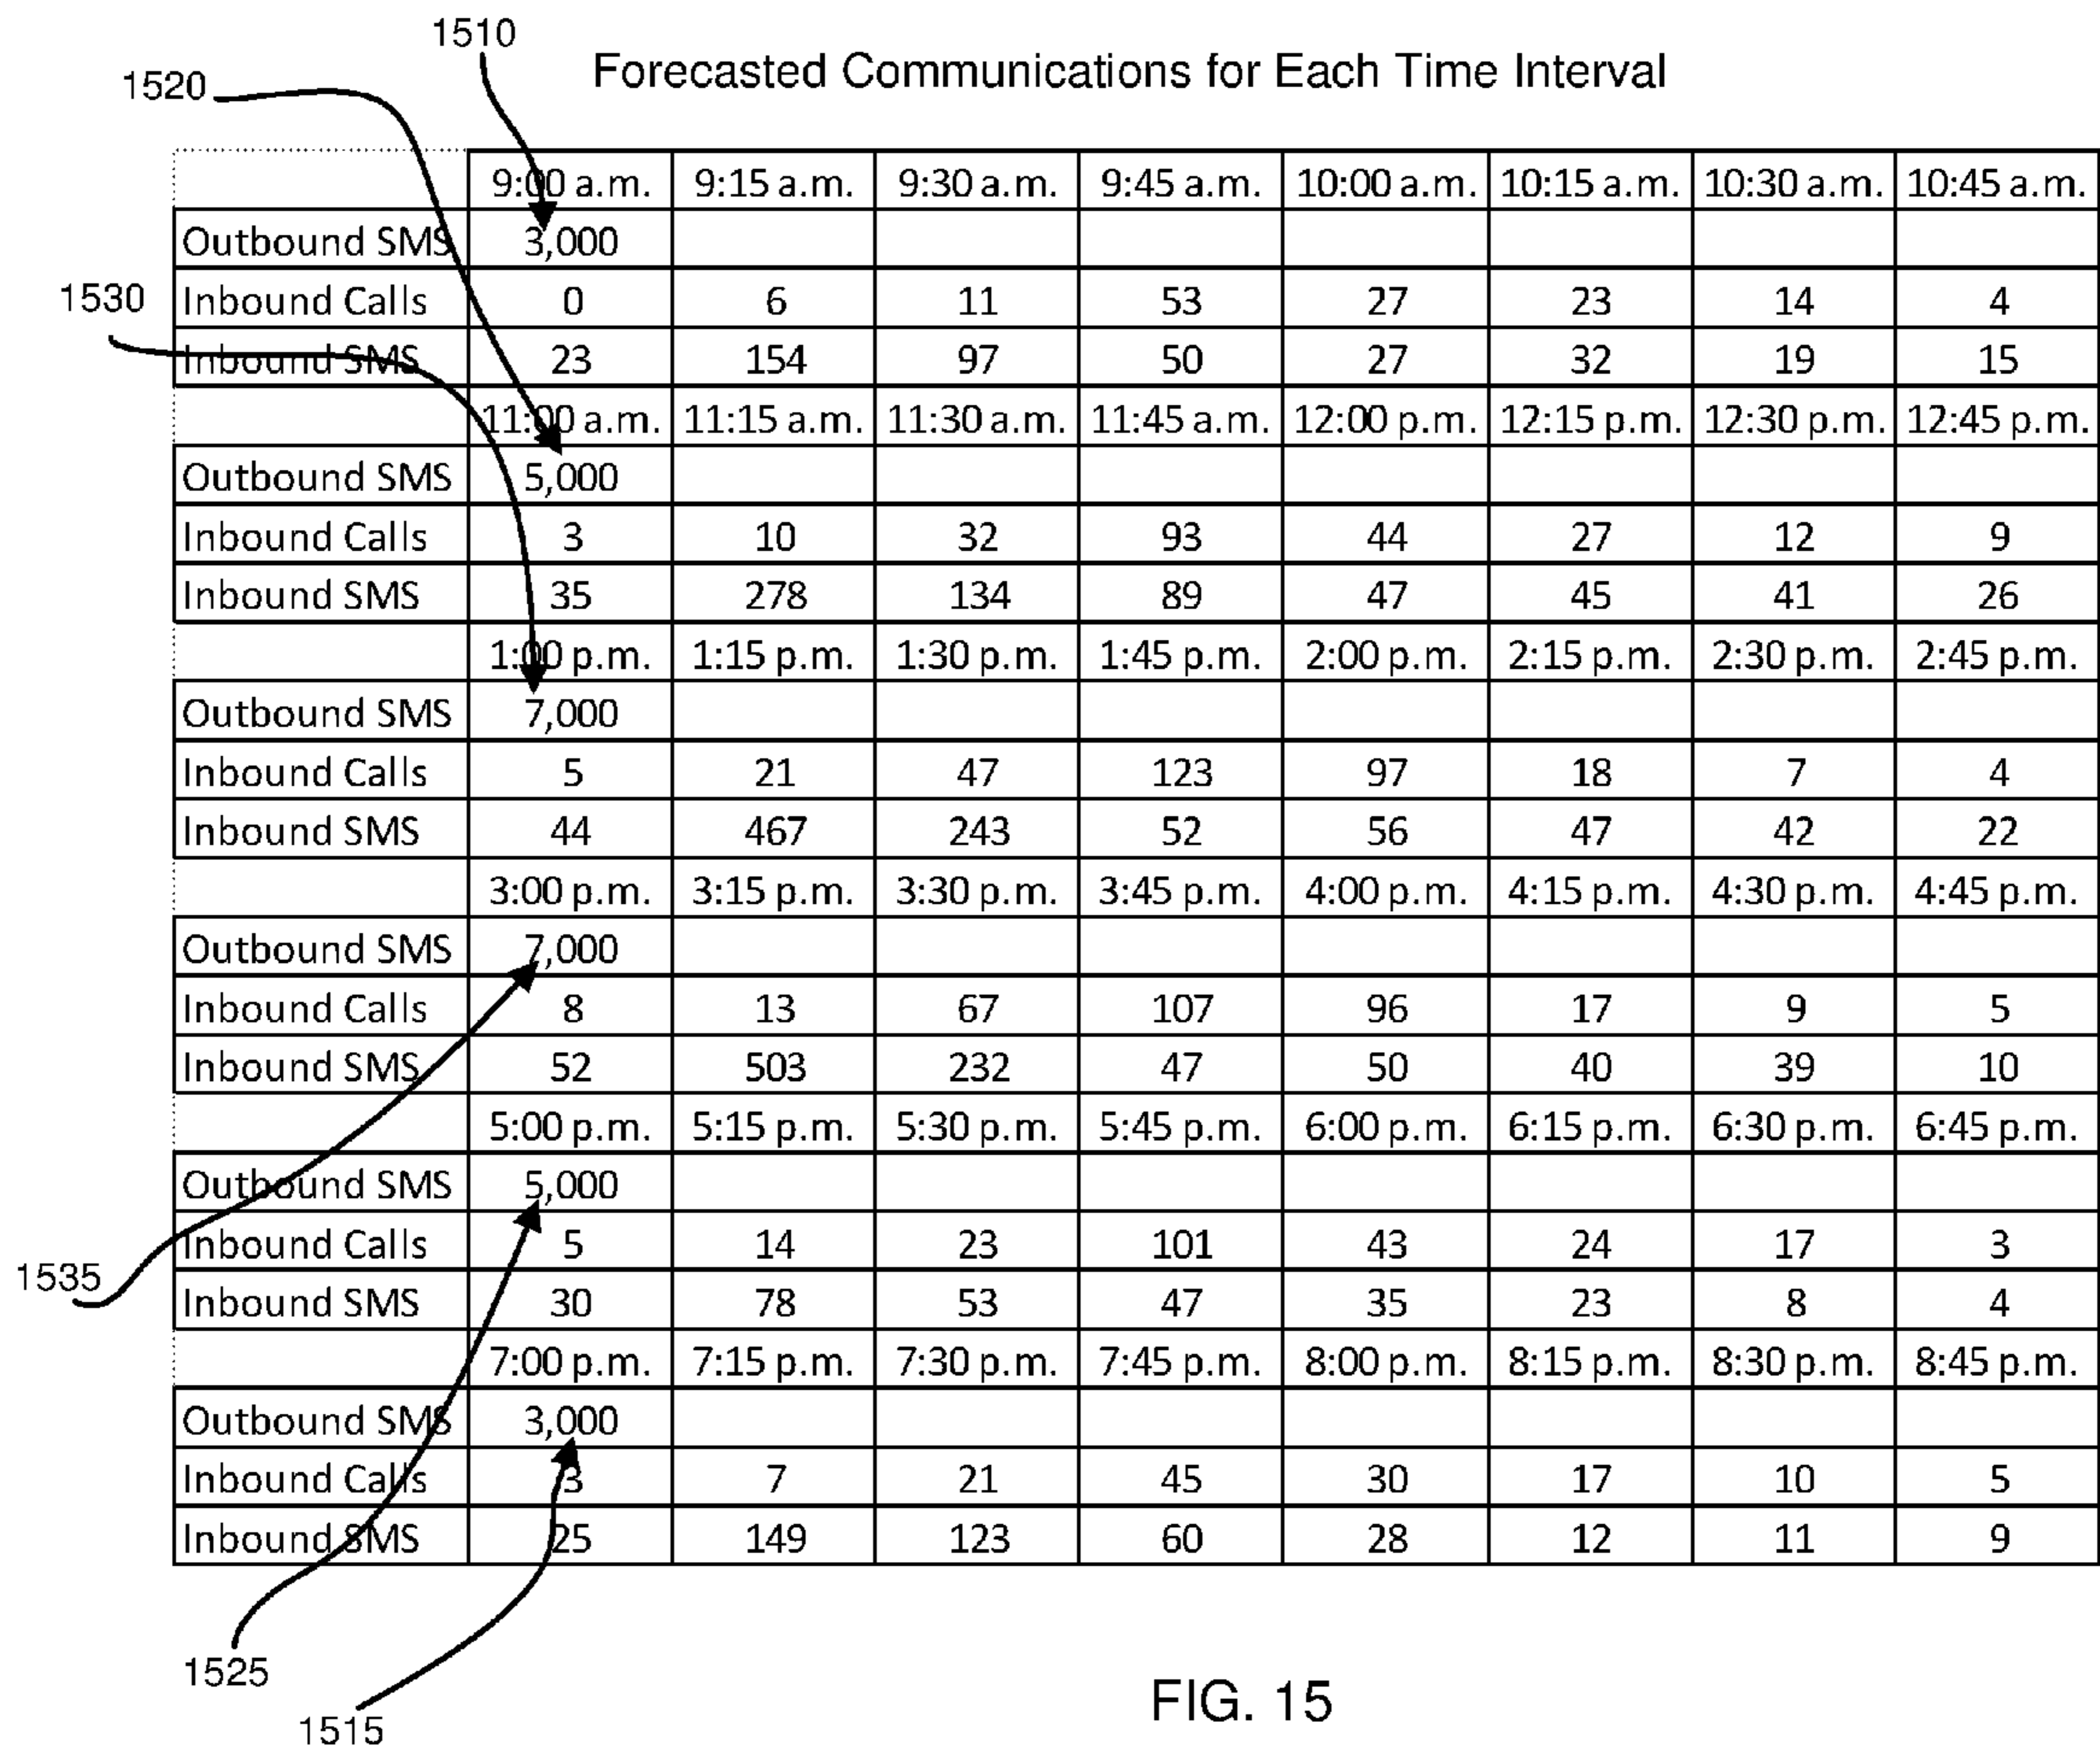 1510
Forecasted Communications for Each Time Interval
1520
9:00 a.m. 9:15 a.m. 9:30 a.m. 9:45 a.m. 10:00 a.m. 10:15 a.m. 10:30 a.m. 10:45 a.m.
Outbound SMS 3,000
1530
Inbound Calls 0 6 11 53 27 23 14 4
Inbound SMS 23 154 97 50 27 32 19 15
11:00 a.m. 11:15 a.m. 11:30 a.m. 11:45 a.m. 12:00 p.m. 12:15 p.m. 12:30 p.m. 12:45 p.m.
Outbound SMS 5,000
Inbound Calls 3 10 32 93 44 27 12 9
Inbound SMS 35 278 134 89 47 45 41 26
1:00 p.m. 1:15 p.m. 1:30 p.m. 1:45 p.m. 2:00 p.m. 2:15 p.m. 2:30 p.m. 2:45 p.m.
Outbound SMS 7,000
Inbound Calls 5 21 47 123 97 18 7 4
Inbound SMS 44 467 243 52 56 47 42 22
3:00 p.m. 3:15 p.m. 3:30 p.m. 3:45 p.m. 4:00 p.m. 4:15 p.m. 4:30 p.m. 4:45 p.m.
Outbound SMS 7,000
Inbound Calls 8 13 67 107 96 17 9 5
Inbound SMS 52 503 232 47 50 40 39 10
5:00 p.m. 5:15 p.m. 5:30 p.m. 5:45 p.m. 6:00 p.m. 6:15 p.m. 6:30 p.m. 6:45 p.m.
Outbound SMS 5,000
Inbound Calls 5 14 23 101 43 24 17 3
1535
Inbound SMS 30 78 53 47 35 23 8 4
7:00 p.m. 7:15 p.m. 7:30 p.m. 7:45 p.m. 8:00 p.m. 8:15 p.m. 8:30 p.m. 8:45 p.m.
Outbound SMS 3,000
Inbound Calls 3 7 21 45 30 17 10 5
Inbound SMS 25 149 123 60 28 12 11 9
1525
1515
FIG. 15